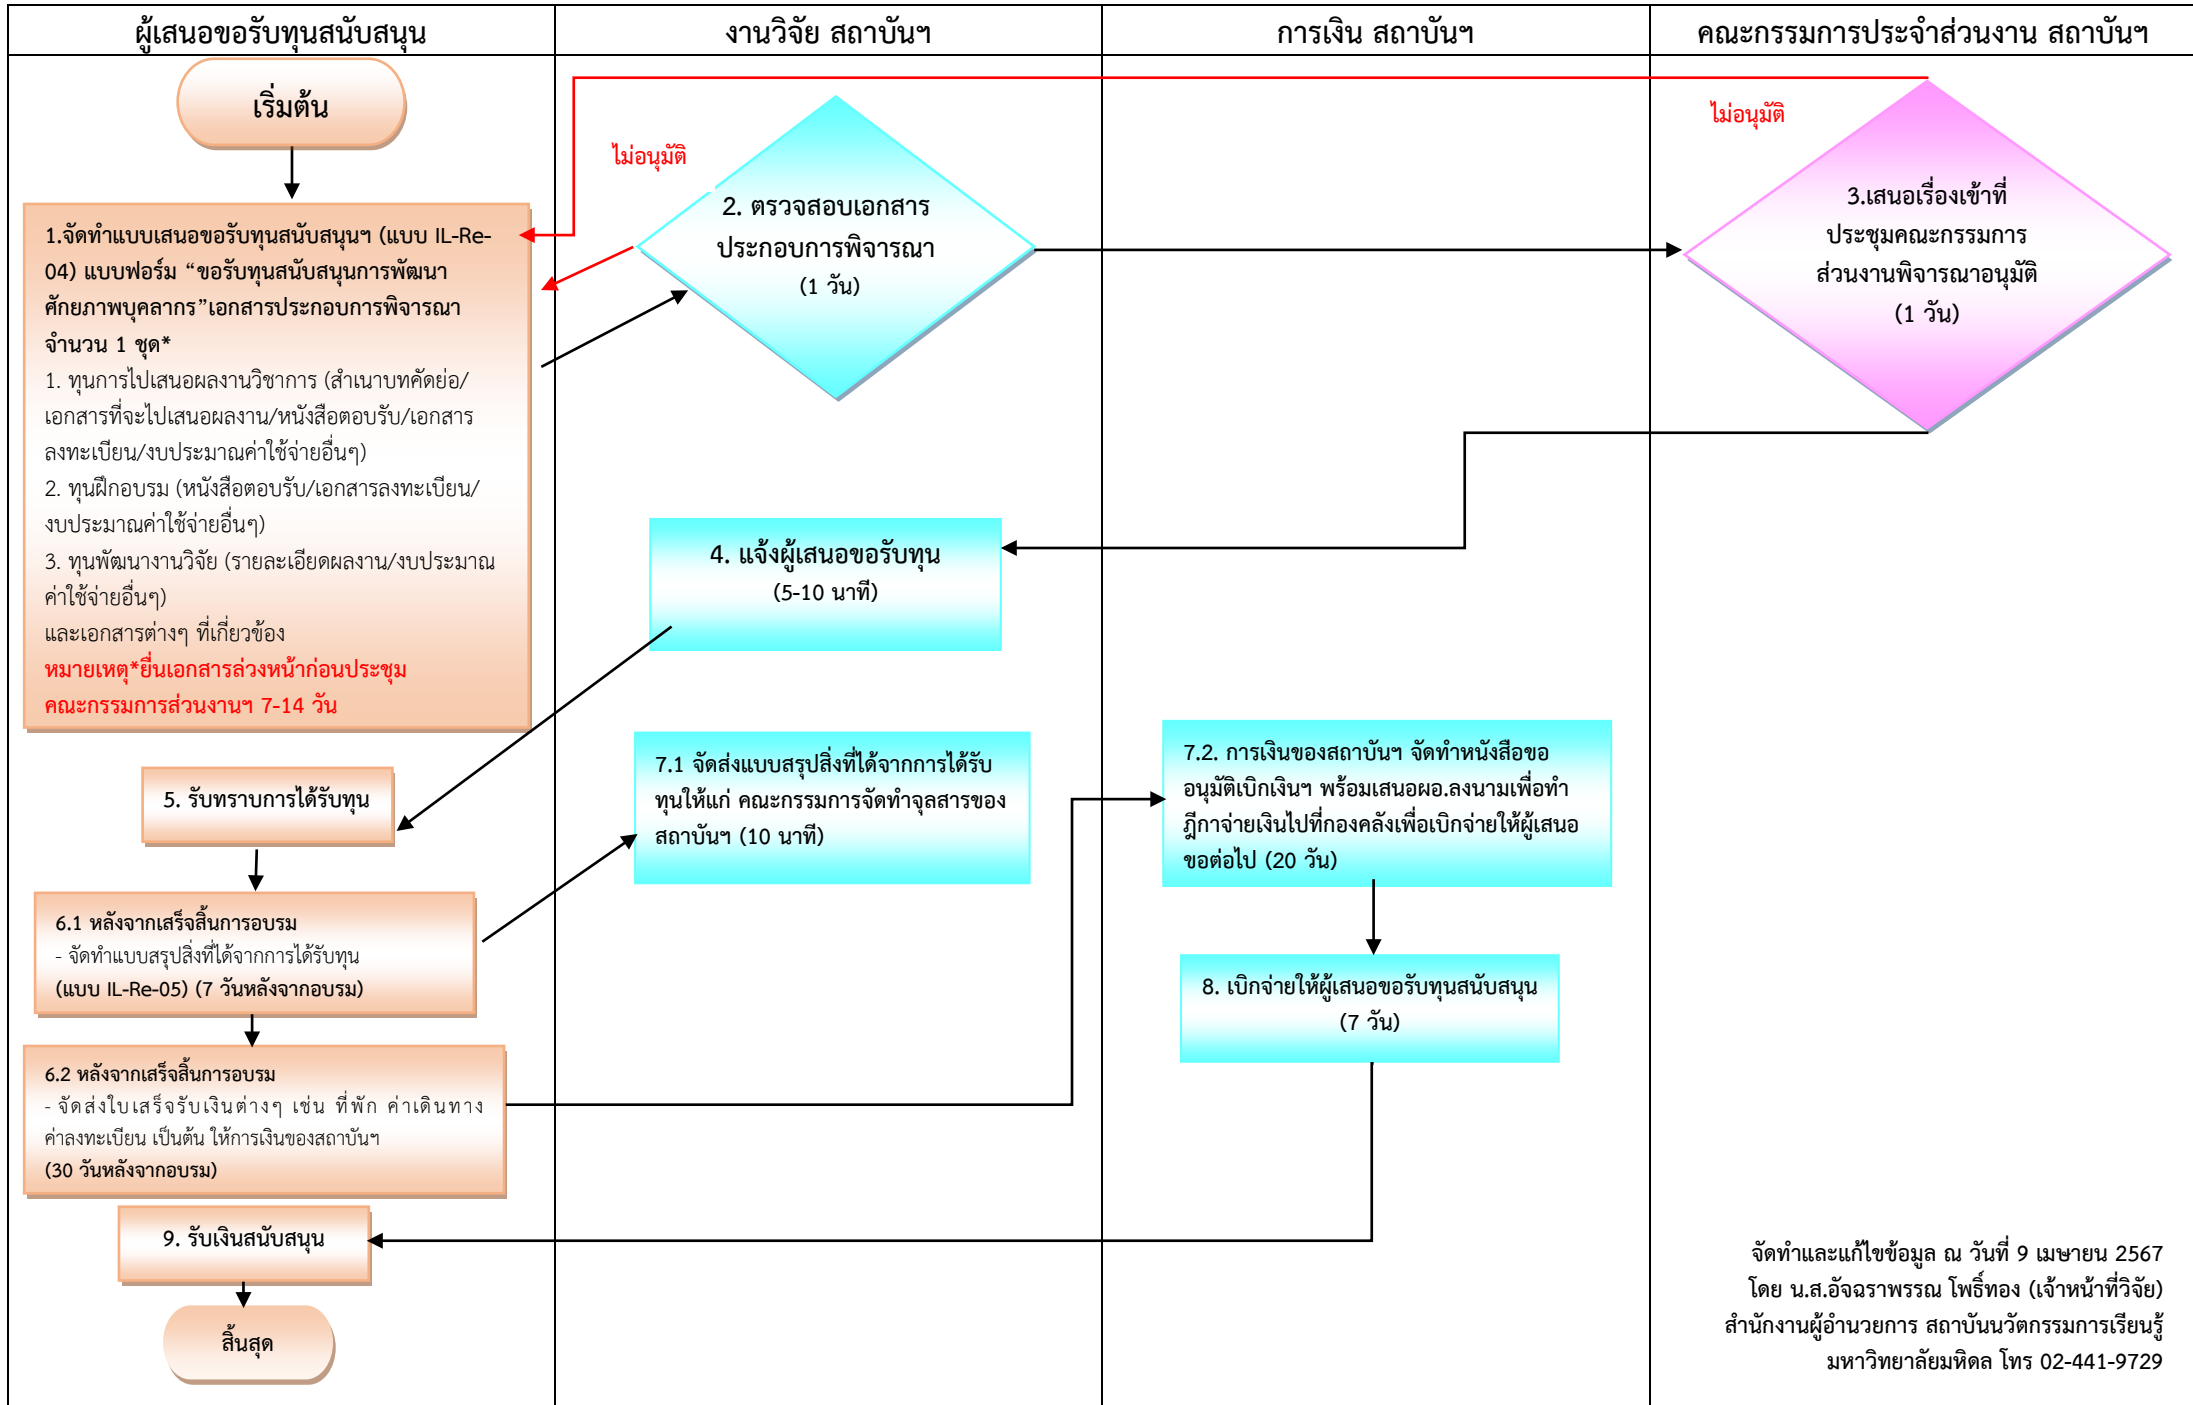 ผู้เสนอขอรับทุนสนับสนุน
งานวิจัย สถาบันฯ
การเงิน สถาบันฯ
คณะกรรมการประจำส่วนงาน สถาบันฯ
เริ่มต้น
1.จัดทำแบบเสนอขอรับทุนสนับสนุนฯ (แบบ IL-Re-
04) แบบฟอร์ม “ขอรับทุนสนับสนุนการพัฒนา
ศักยภาพบุคลากร”เอกสารประกอบการพิจารณา
จำนวน 1 ชุด*
1. ทุนการไปเสนอผลงานวิชาการ (สำเนาบทคัดย่อ/
เอกสารที่จะไปเสนอผลงาน/หนังสือตอบรับ/เอกสาร
ลงทะเบียน/งบประมาณค่าใช้จ่ายอื่นๆ)
2. ทุนฝึกอบรม (หนังสือตอบรับ/เอกสารลงทะเบียน/
งบประมาณค่าใช้จ่ายอื่นๆ)
3. ทุนพัฒนางานวิจัย (รายละเอียดผลงาน/งบประมาณ
ค่าใช้จ่ายอื่นๆ)
และเอกสารต่างๆ ที่เกี่ยวข้อง
หมายเหตุ*ยื่นเอกสารล่วงหน้าก่อนประชุม
คณะกรรมการส่วนงานฯ 7-14 วัน
ไม่อนุมัติ
2. ตรวจสอบเอกสาร
ประกอบการพิจารณา
(1 วัน)
ไม่อนุมัติ
3.เสนอเรื่องเข้าที่
ประชุมคณะกรรมการ
ส่วนงานพิจารณาอนุมัติ
(1 วัน)
4. แจ้งผู้เสนอขอรับทุน
(5-10 นาที)
5. รับทราบการได้รับทุน
6.1 หลังจากเสร็จสิ้นการอบรม
- จัดทำแบบสรุปสิ่งที่ได้จากการได้รับทุน
(แบบ IL-Re-05) (7 วันหลังจากอบรม)
6.2 หลังจากเสร็จสิ้นการอบรม
- จัดส่งใบเสร็จรับเงินต่างๆ เช่น ที่พัก ค่าเดินทาง
ค่าลงทะเบียน เป็นต้น ให้การเงินของสถาบันฯ
(30 วันหลังจากอบรม)
7.1 จัดส่งแบบสรุปสิ่งที่ได้จากการได้รับ
ทุนให้แก่ คณะกรรมการจัดทำจุลสารของ
สถาบันฯ (10 นาที)
7.2. การเงินของสถาบันฯ จัดทำหนังสือขอ
อนุมัติเบิกเงินฯ พร้อมเสนอผอ.ลงนามเพื่อทำ
ฎีกาจ่ายเงินไปที่กองคลังเพื่อเบิกจ่ายให้ผู้เสนอ
ขอต่อไป (20 วัน)
8. เบิกจ่ายให้ผู้เสนอขอรับทุนสนับสนุน
(7 วัน)
9. รับเงินสนับสนุน
สิ้นสุด
จัดทำและแก้ไขข้อมูล ณ วันที่ 9 เมษายน 2567
โดย น.ส.อัจฉราพรรณ โพธิ์ทอง (เจ้าหน้าที่วิจัย)
สำนักงานผู้อำนวยการ สถาบันนวัตกรรมการเรียนรู้
มหาวิทยาลัยมหิดล โทร 02-441-9729